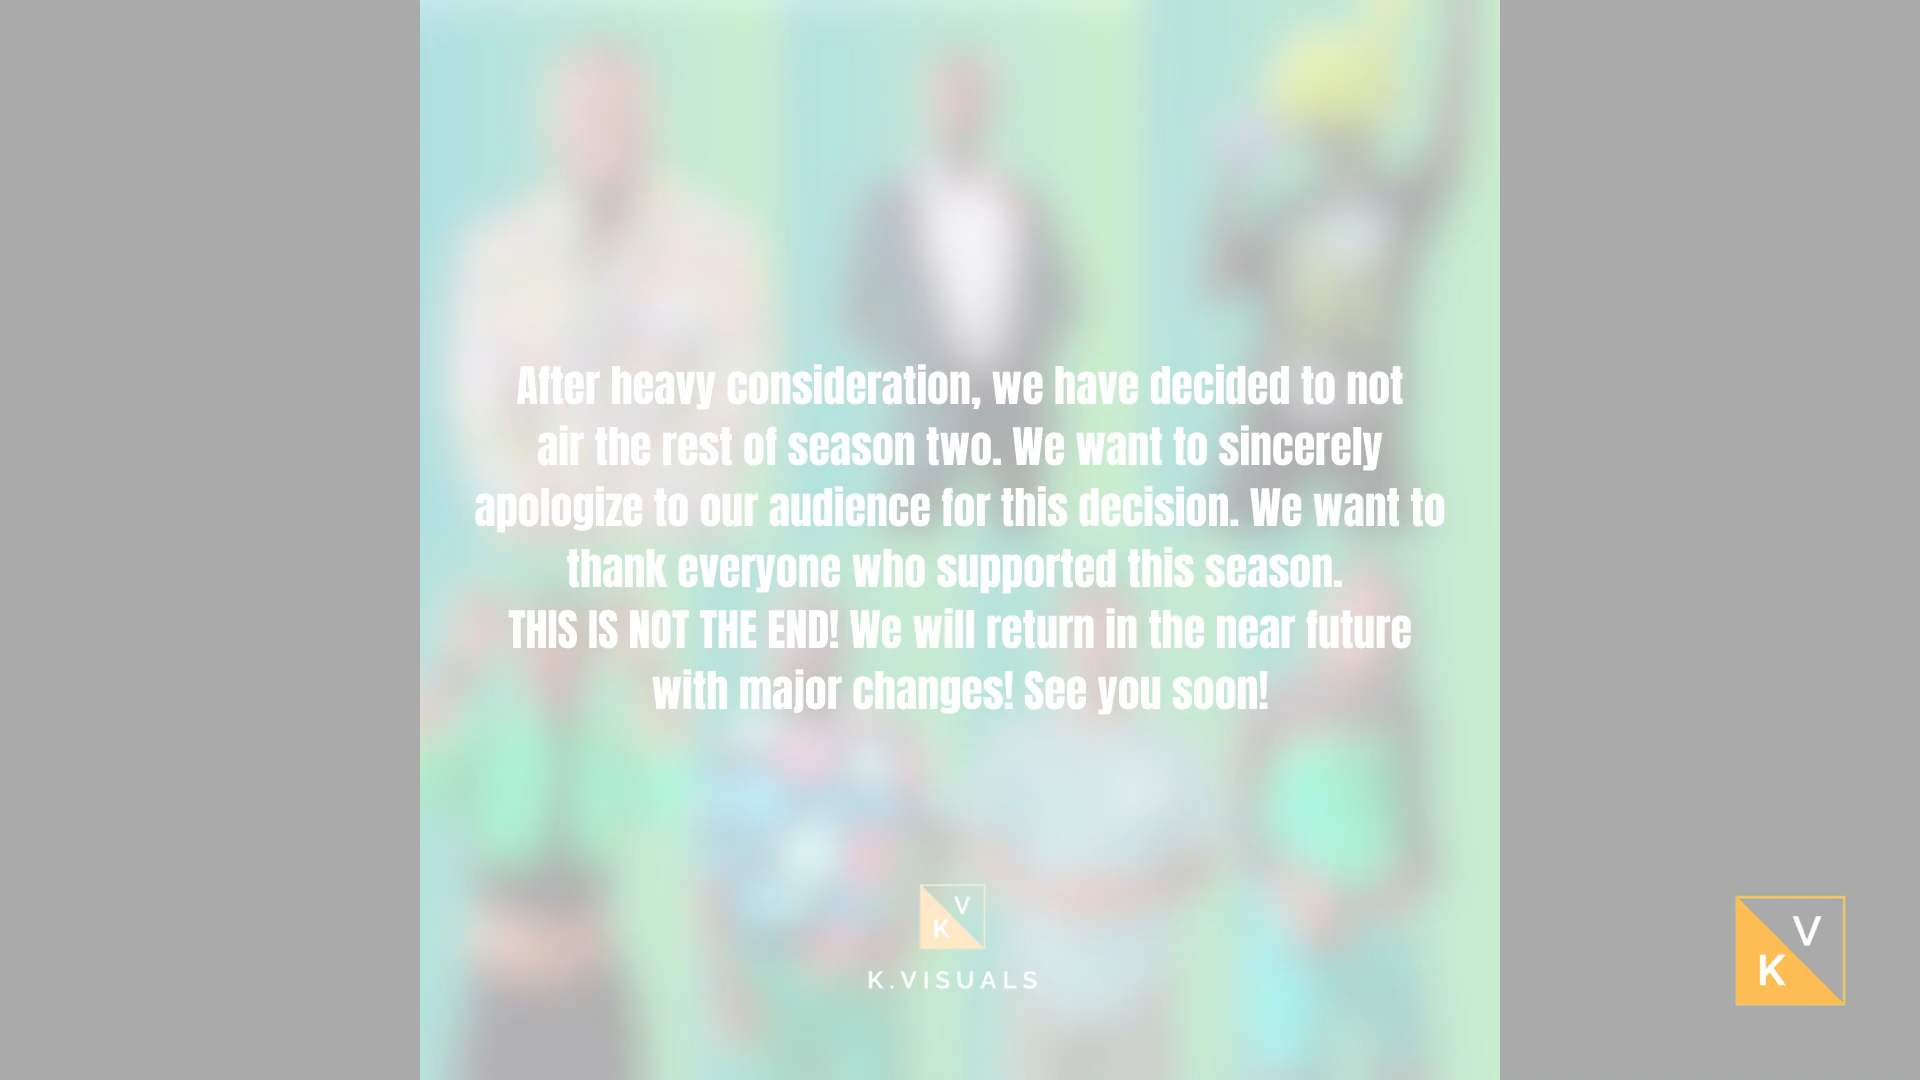 After heavy consideration, we have decided to not
air the rest of season two. We want to sincerely
apologize to our audience for this decision. We want to
thank everyone who supported this season.
THIS IS NOT THE END! We will return in the near future
with major changes! See you soon!
V
K
K.VISUALS
V
K